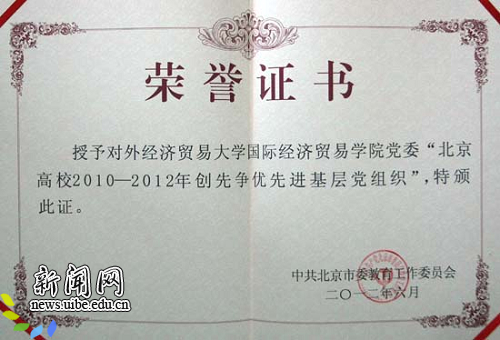 荣誉证书
授予对外经济贸易大学国际经济贸易学院党委“北京
高校2010—2012年创先争优先进基层党组织”，特颁
此证。
中共北京市委教育工作委员会
二〇一二年六月
新闻网
news.uibe.edu.cn